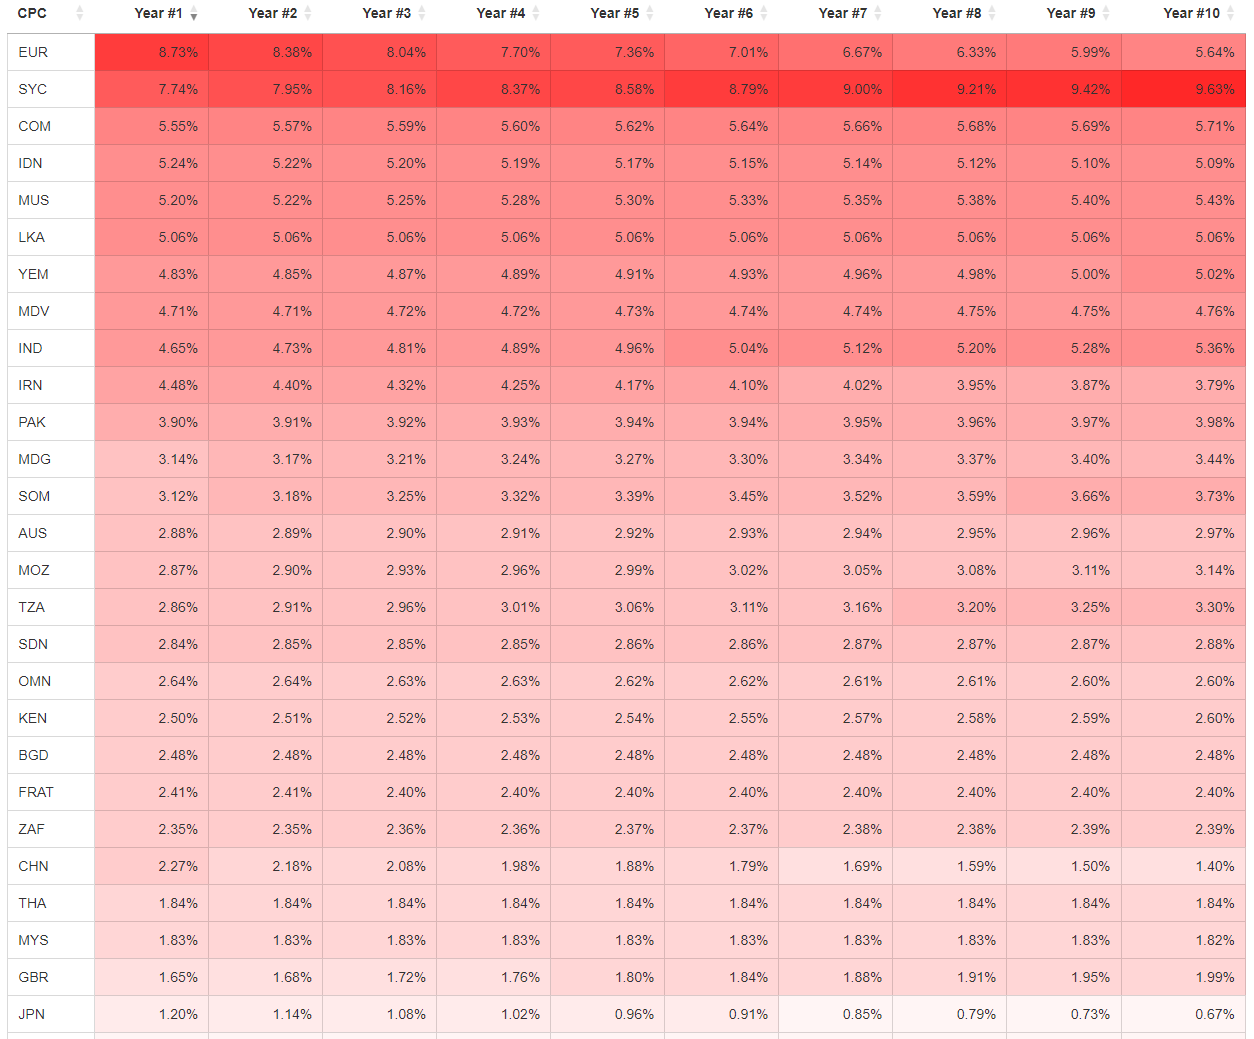 CPC Year #1 Year #2 Year #3 Year #4 Year #5 Year #6 Year #7 Year #8 Year #9 Year #10
EUR 8.73% 8.38% 8.04% 7.70% 7.36% 7.01% 6.67% 6.33% 5.99% 5.64%
SYC 7.74% 7.95% 8.16% 8.37% 8.58% 8.79% 9.00% 9.21% 9.42% 9.63%
COM 5.55% 5.57% 5.59% 5.60% 5.62% 5.64% 5.66% 5.68% 5.69% 5.71%
IDN 5.24% 5.22% 5.20% 5.19% 5.17% 5.15% 5.14% 5.12% 5.10% 5.09%
MUS 5.20% 5.22% 5.25% 5.28% 5.30% 5.33% 5.35% 5.38% 5.40% 5.43%
LKA 5.06% 5.06% 5.06% 5.06% 5.06% 5.06% 5.06% 5.06% 5.06% 5.06%
YEM 4.83% 4.85% 4.87% 4.89% 4.91% 4.93% 4.96% 4.98% 5.00% 5.02%
MDV 4.71% 4.71% 4.72% 4.72% 4.73% 4.74% 4.74% 4.75% 4.75% 4.76%
IND 4.65% 4.73% 4.81% 4.89% 4.96% 5.04% 5.12% 5.20% 5.28% 5.36%
IRN 4.48% 4.40% 4.32% 4.25% 4.17% 4.10% 4.02% 3.95% 3.87% 3.79%
PAK 3.90% 3.91% 3.92% 3.93% 3.94% 3.94% 3.95% 3.96% 3.97% 3.98%
MDG 3.14% 3.17% 3.21% 3.24% 3.27% 3.30% 3.34% 3.37% 3.40% 3.44%
SOM 3.12% 3.18% 3.25% 3.32% 3.39% 3.45% 3.52% 3.59% 3.66% 3.73%
AUS 2.88% 2.89% 2.90% 2.91% 2.92% 2.93% 2.94% 2.95% 2.96% 2.97%
MOZ 2.87% 2.90% 2.93% 2.96% 2.99% 3.02% 3.05% 3.08% 3.11% 3.14%
TZA 2.86% 2.91% 2.96% 3.01% 3.06% 3.11% 3.16% 3.20% 3.25% 3.30%
SDN 2.84% 2.85% 2.85% 2.85% 2.86% 2.86% 2.87% 2.87% 2.87% 2.88%
OMN 2.64% 2.64% 2.63% 2.63% 2.62% 2.62% 2.61% 2.61% 2.60% 2.60%
KEN 2.50% 2.51% 2.52% 2.53% 2.54% 2.55% 2.57% 2.58% 2.59% 2.60%
BGD 2.48% 2.48% 2.48% 2.48% 2.48% 2.48% 2.48% 2.48% 2.48% 2.48%
FRAT 2.41% 2.41% 2.40% 2.40% 2.40% 2.40% 2.40% 2.40% 2.40% 2.40%
ZAF 2.35% 2.35% 2.36% 2.36% 2.37% 2.37% 2.38% 2.38% 2.39% 2.39%
CHN 2.27% 2.18% 2.08% 1.98% 1.88% 1.79% 1.69% 1.59% 1.50% 1.40%
THA 1.84% 1.84% 1.84% 1.84% 1.84% 1.84% 1.84% 1.84% 1.84% 1.84%
MYS 1.83% 1.83% 1.83% 1.83% 1.83% 1.83% 1.83% 1.83% 1.83% 1.82%
GBR 1.65% 1.68% 1.72% 1.76% 1.80% 1.84% 1.88% 1.91% 1.95% 1.99%
JPN 1.20% 1.14% 1.08% 1.02% 0.96% 0.91% 0.85% 0.79% 0.73% 0.67%